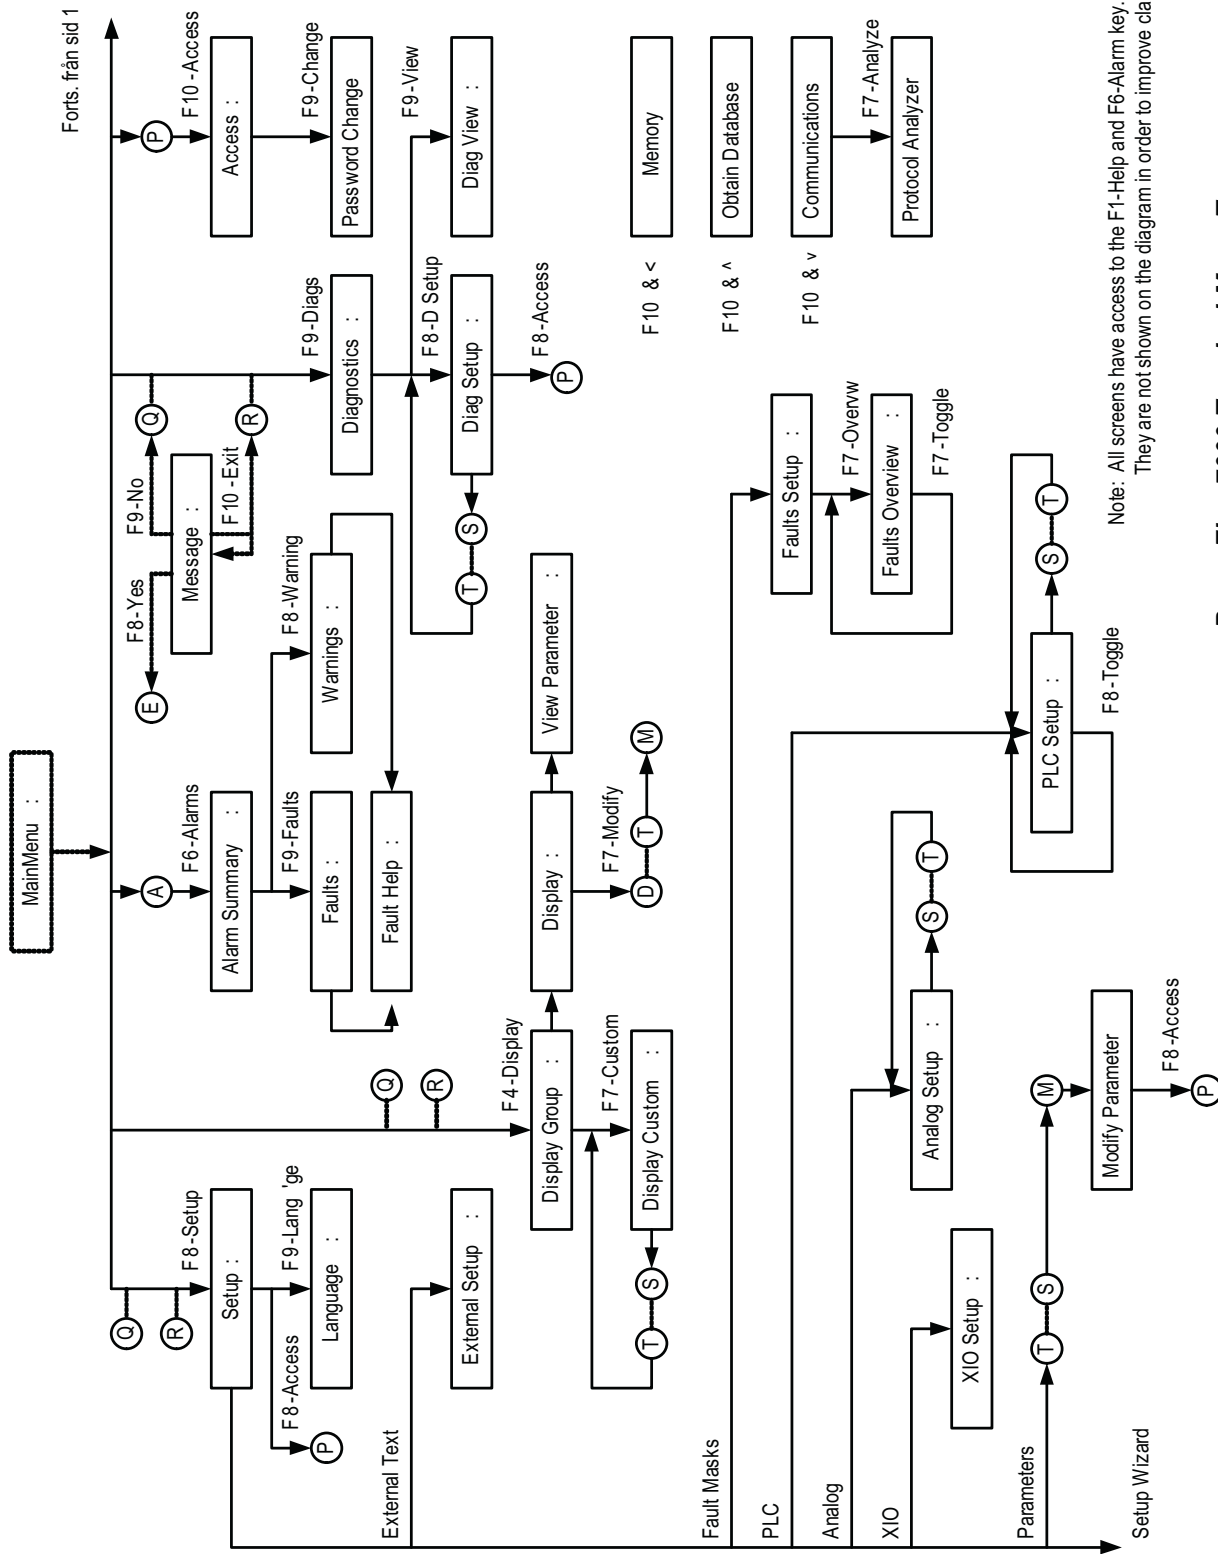 Forts. från sid 1
MainMenu :
F8-Setup
Q
R
Setup :
F9-Lang 'ge
Language :
F8-Access
P
External Text
External Setup :
Q
R
F4-Display
Display Group :
F7-Custom
Display Custom :
S
T
Display :
View Parameter :
F7-Modify
D
T
M
A
F6-Alarms
Alarm Summary :
F9-Faults
Faults :
F8-Warning
Warnings :
Fault Help :
F8-Yes
E
F9-No
Message :
F10-Exit
Q
R
F9-Diags
Diagnostics :
F8-D Setup
Diag Setup :
F8-Access
P
S
T
F9-View
Diag View :
P
F10-Access
Access :
F9-Change
Password Change
F10 & <
Memory
F10 & ^
Obtain Database
F10 & v
Communications
F7-Analyze
Protocol Analyzer
Fault Masks
Faults Setup :
F7-Overvw
Faults Overview :
F7-Toggle
PLC
PLC Setup :
F8-Toggle
S
T
Analog
Analog Setup :
S
T
XIO
XIO Setup :
Parameters
T
S
M
Modify Parameter
F8-Access
P
Setup Wizard
Note: All screens have access to the F1-Help and F6-Alarm key.
They are not shown on the diagram in order to improve cla